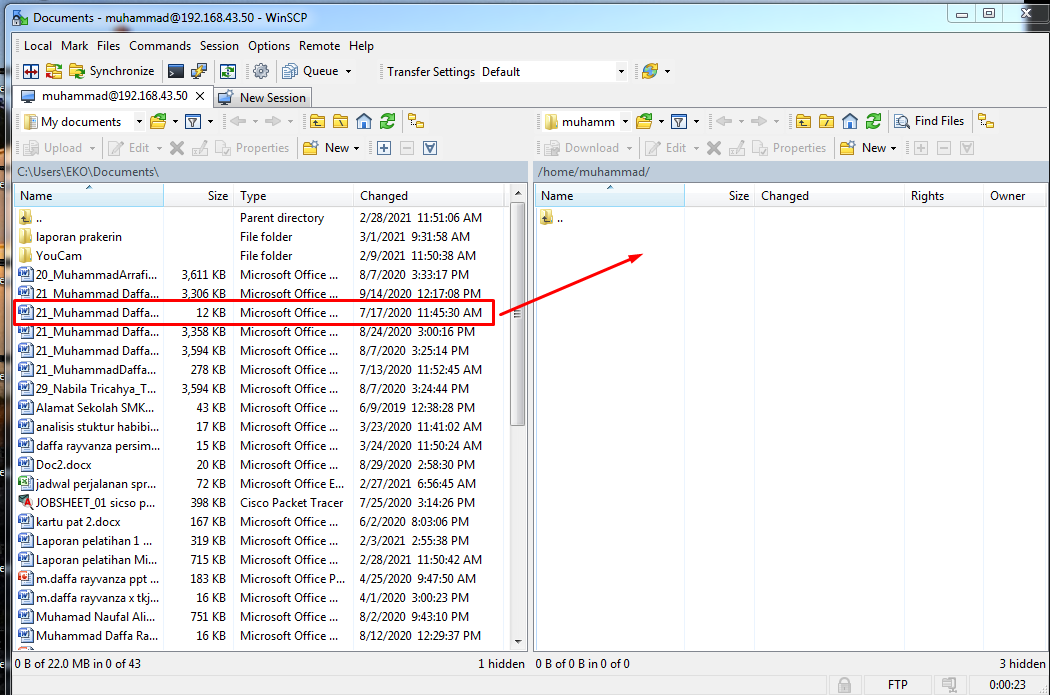 Documents - muhammad@192.168.43.50 - WinSCP
Local Mark Files Commands Session Options Remote Help
Synchronize Queue Transfer Settings Default
muhammad@192.168.43.50 New Session
My documents muhamm Find Files
Upload Edit Properties New Download Edit Properties New
C:\Users\EKO\Documents\ /home/muhammad/
Name Size Type Changed Name Size Changed Rights Owner
.. Parent directory 2/28/2021 11:51:06 AM ..
laporan prakerin File folder 3/1/2021 9:31:58 AM
YouCam File folder 2/9/2021 11:50:38 AM
20_MuhammadArrafi... 3,611 KB Microsoft Office ... 8/7/2020 3:33:17 PM
21_Muhammad Daffa... 3,306 KB Microsoft Office ... 9/14/2020 12:17:08 PM
21_Muhammad Daffa... 12 KB Microsoft Office ... 7/17/2020 11:45:30 AM
21_Muhammad Daffa... 3,358 KB Microsoft Office ... 8/24/2020 3:00:16 PM
21_Muhammad Daffa... 3,594 KB Microsoft Office ... 8/7/2020 3:25:14 PM
21_MuhammadDaffa... 278 KB Microsoft Office ... 7/13/2020 11:52:45 AM
29_Nabila Tricahya_T... 3,594 KB Microsoft Office ... 8/7/2020 3:24:44 PM
Alamat Sekolah SMK... 43 KB Microsoft Office ... 6/9/2019 12:38:28 PM
analisis stuktur habibi... 17 KB Microsoft Office ... 3/23/2020 11:41:02 AM
daffa rayvanza persim... 15 KB Microsoft Office ... 3/24/2020 11:50:24 AM
Doc2.docx 20 KB Microsoft Office ... 8/29/2020 2:58:30 PM
jadwal perjalanan spr... 72 KB Microsoft Office E... 2/27/2021 6:56:45 AM
JOBSHEET_01 sicso p... 398 KB Cisco Packet Tracer 7/25/2020 3:14:26 PM
kartu pat 2.docx 167 KB Microsoft Office ... 6/2/2020 8:03:06 PM
Laporan pelatihan 1 ... 319 KB Microsoft Office ... 2/3/2021 2:55:38 PM
Laporan pelatihan Mi... 715 KB Microsoft Office ... 2/28/2021 11:50:42 AM
m.daffa rayvanza ppt ... 183 KB Microsoft Office P... 4/25/2020 9:47:50 AM
m.daffa rayvanza x tkj... 16 KB Microsoft Office ... 4/1/2020 3:00:23 PM
Muhamad Naufal Ali... 751 KB Microsoft Office ... 8/2/2020 9:43:10 PM
Muhammad Daffa Ra... 16 KB Microsoft Office ... 8/12/2020 12:29:37 PM
0 B of 22.0 MB in 0 of 43 1 hidden 0 B of 0 B in 0 of 0 3 hidden
FTP 0:00:23